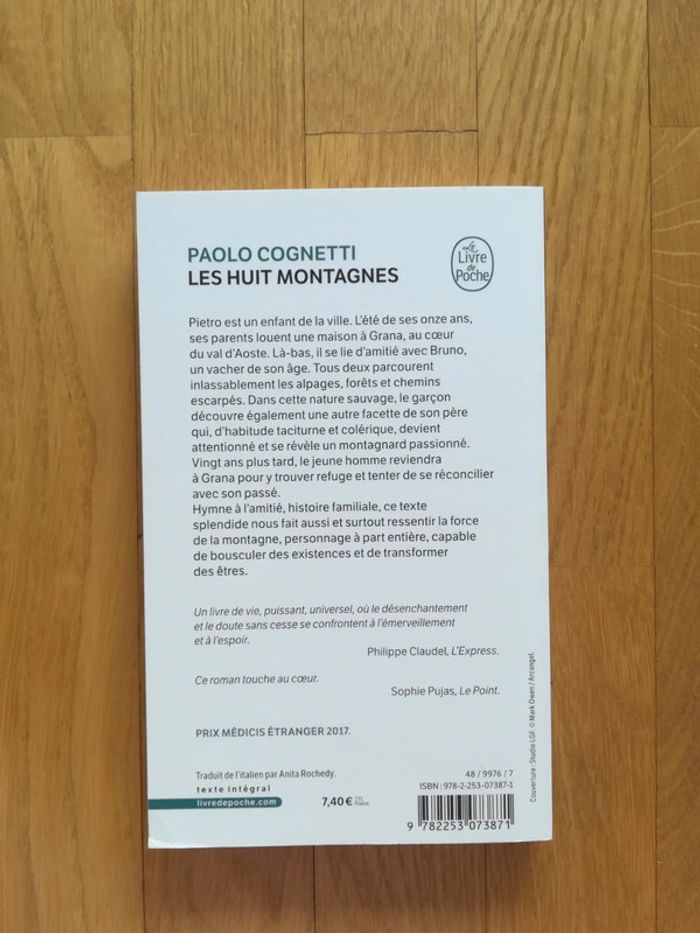 PAOLO COGNETTI
LES HUIT MONTAGNES
Le
Livre
de
Poche
Pietro est un enfant de la ville. L'été de ses onze ans,
ses parents louent une maison à Grana, au cœur
du val d'Aoste. Là-bas, il se lie d'amitié avec Bruno,
un vacher de son âge. Tous deux parcourent
inlassablement les alpages, forêts et chemins
escarpés. Dans cette nature sauvage, le garçon
découvre également une autre facette de son père
qui, d'habitude taciturne et colérique, devient
attentionné et se révèle un montagnard passionné.
Vingt ans plus tard, le jeune homme reviendra
à Grana pour y trouver refuge et tenter de se réconcilier
avec son passé.
Hymne à l'amitié, histoire familiale, ce texte
splendide nous fait aussi et surtout ressentir la force
de la montagne, personnage à part entière, capable
de bousculer des existences et de transformer
des êtres.
Un livre de vie, puissant, universel, où le désenchantement
et le doute sans cesse se confrontent à l'émerveillement
et à l'espoir.
Philippe Claudel, L'Express.
Ce roman touche au cœur.
Sophie Pujas, Le Point.
PRIX MÉDICIS ÉTRANGER 2017.
Traduit de l'italien par Anita Rochedy.
texte intégral
livredepoche.com
7,40 €
France
48 / 9976 / 7
ISBN : 978-2-253-07387-1
9 782253 073871
Couverture : Studio LGF. © Mark Owen / Arcangel.